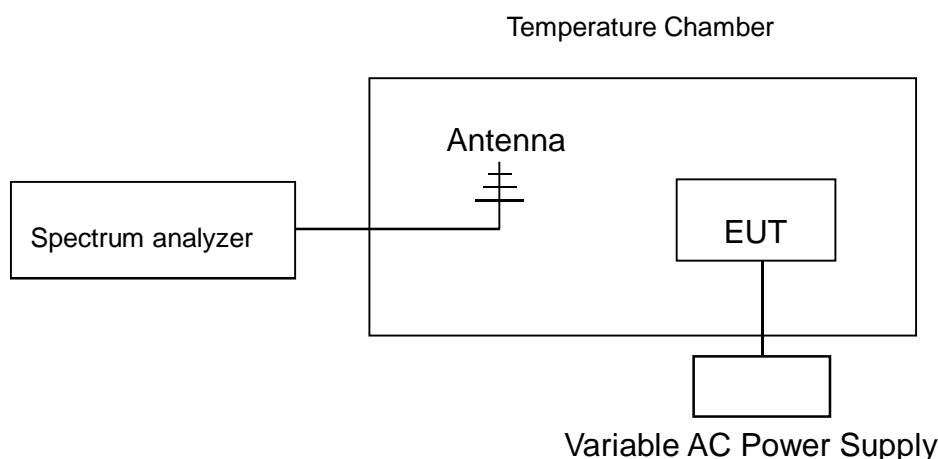 Temperature Chamber
Antenna
Spectrum analyzer
EUT
Variable AC Power Supply